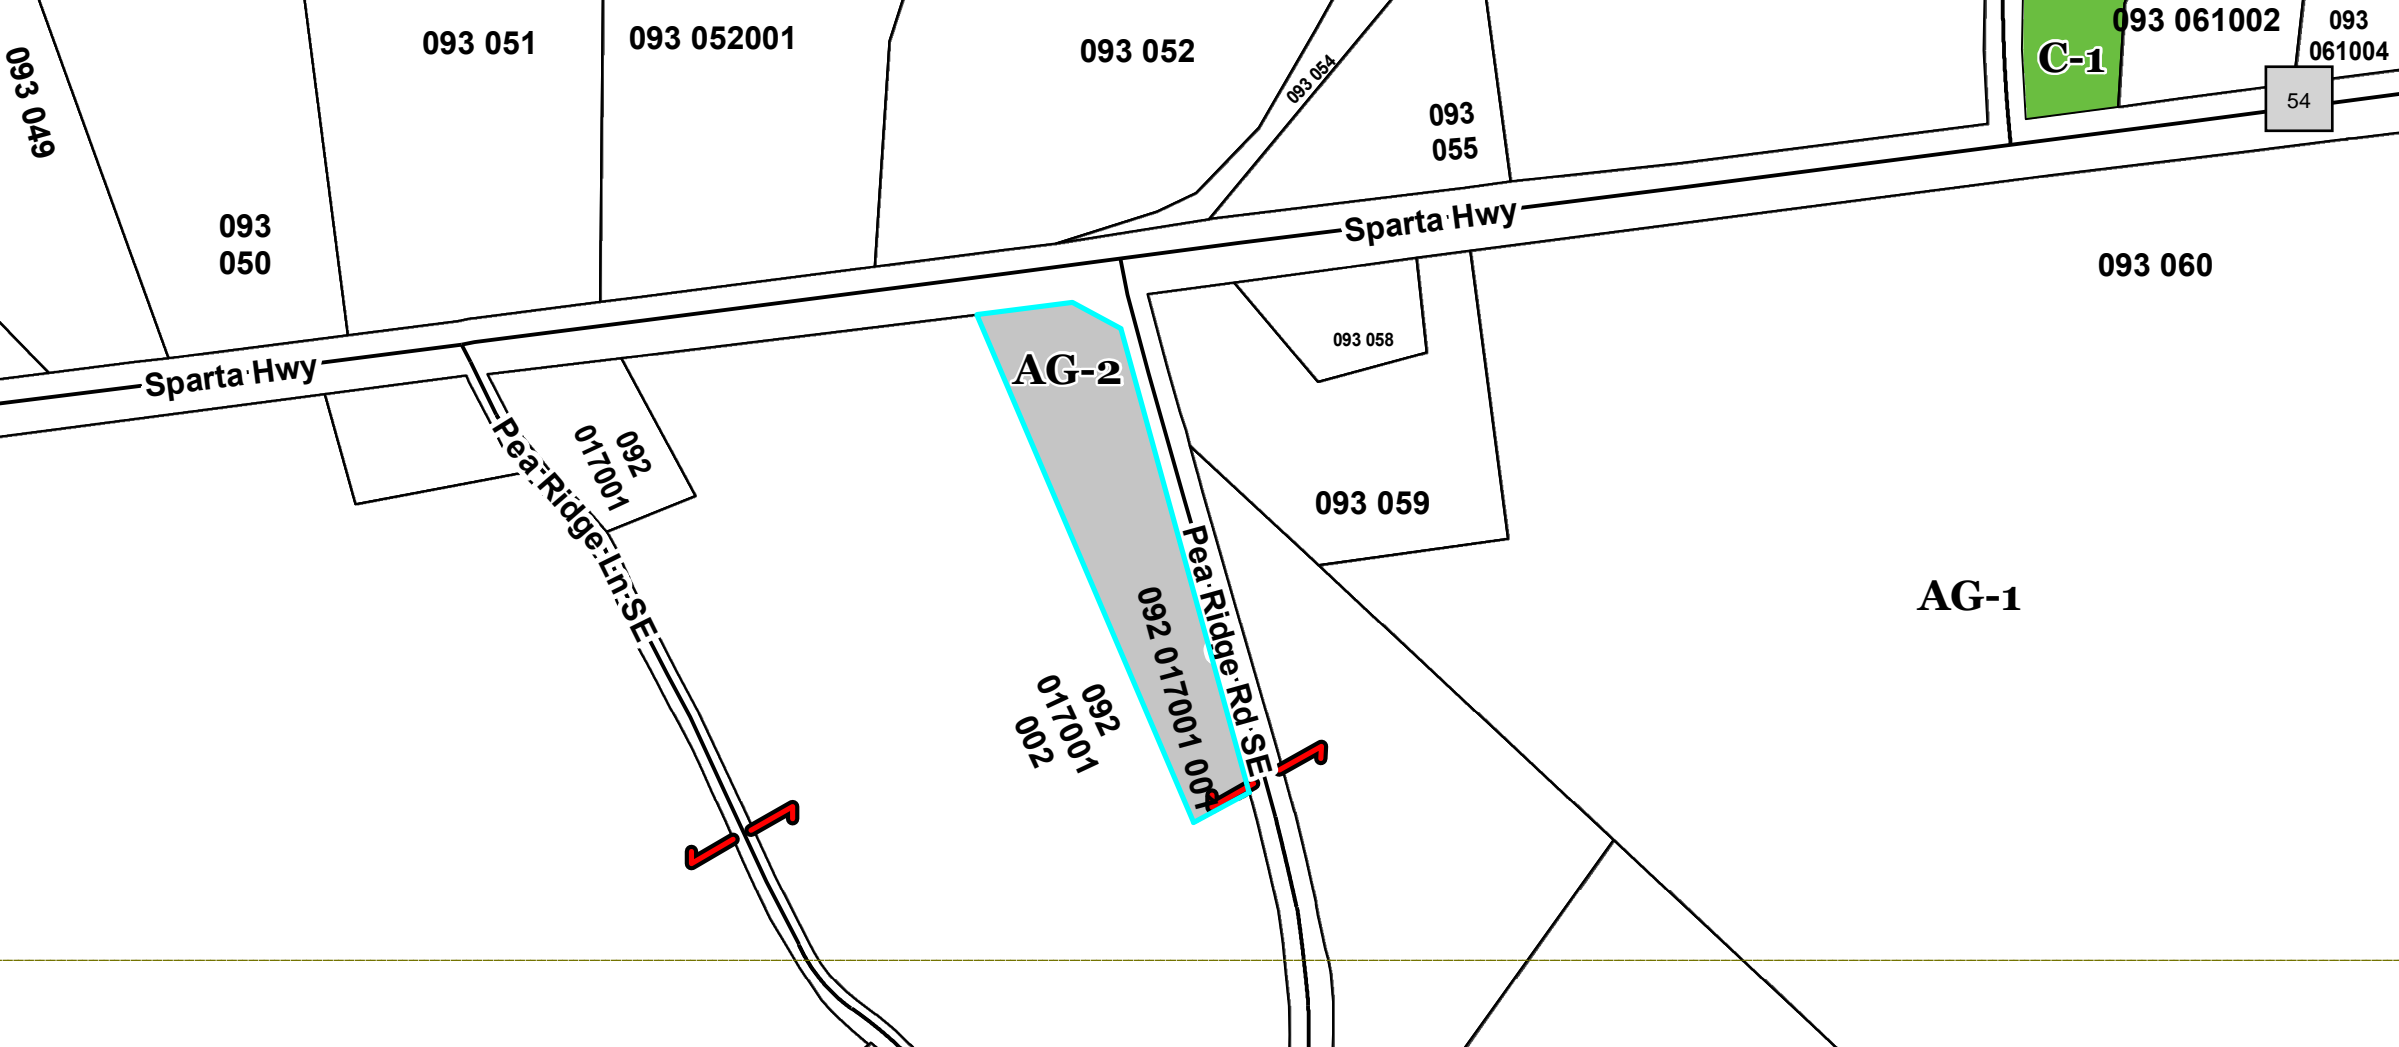 093 049
093 051
093 052001
093 052
093 054
093
055
C-1
093 061002
093
061004
54
093
050
Sparta Hwy
Sparta Hwy
093 060
AG-2
093 058
092
017001
Pea Ridge Ln SE
093 059
Pea Ridge Rd SE
092 017001 001
092
017001
002
AG-1